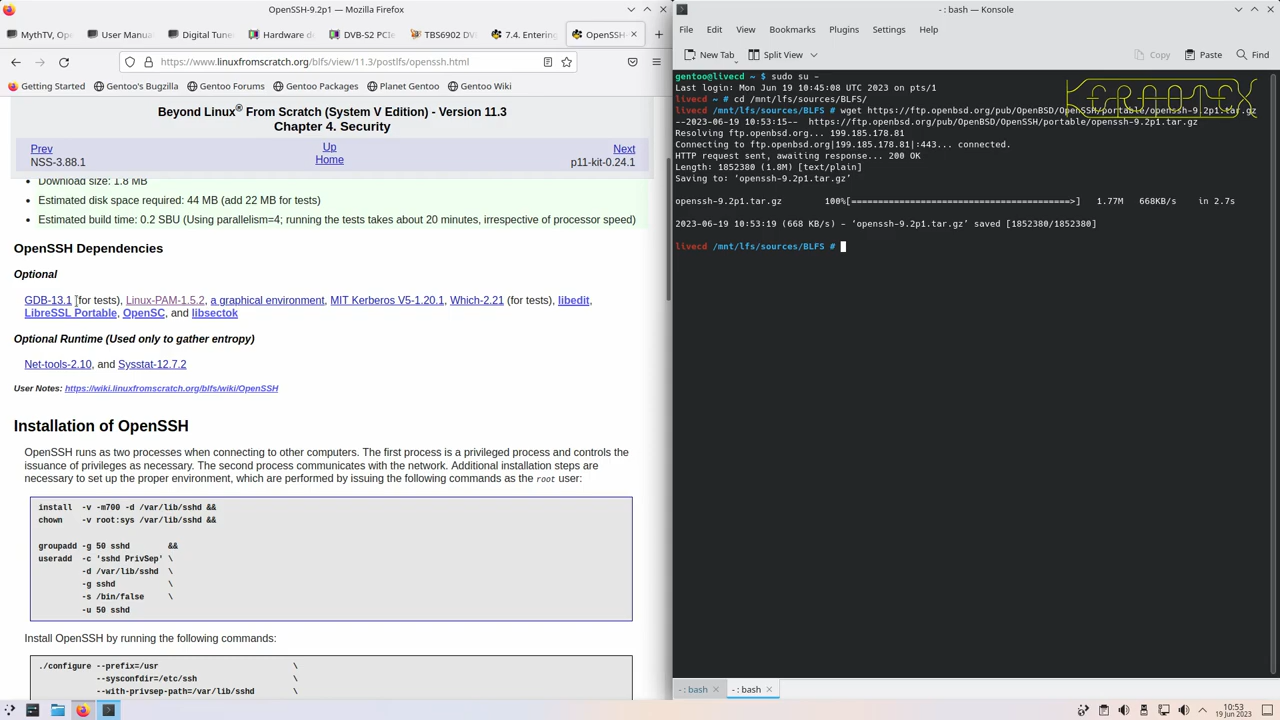 OpenSSH-9.2p1 — Mozilla Firefox
MythTV, Op
User Manua
Digital Tune
Hardware d
DVB-S2 PCIe
TBS6902 DV
7.4. Entering
OpenSSH-
https://www.linuxfromscratch.org/blfs/view/11.3/postlfs/openssh.html
Getting Started
Gentoo's Bugzilla
Gentoo Forums
Gentoo Packages
Planet Gentoo
Gentoo Wiki
Beyond Linux® From Scratch (System V Edition) - Version 11.3
Chapter 4. Security
Prev Up Next
NSS-3.88.1 Home p11-kit-0.24.1
Download size: 1.8 MB
Estimated disk space required: 44 MB (add 22 MB for tests)
Estimated build time: 0.2 SBU (Using parallelism=4; running the tests takes about 20 minutes, irrespective of processor speed)
OpenSSH Dependencies
Optional
GDB-13.1 (for tests), Linux-PAM-1.5.2, a graphical environment, MIT Kerberos V5-1.20.1, Which-2.21 (for tests), libedit,
LibreSSL Portable, OpenSC, and libsectok
Optional Runtime (Used only to gather entropy)
Net-tools-2.10, and Sysstat-12.7.2
User Notes: https://wiki.linuxfromscratch.org/blfs/wiki/OpenSSH
Installation of OpenSSH
OpenSSH runs as two processes when connecting to other computers. The first process is a privileged process and controls the
issuance of privileges as necessary. The second process communicates with the network. Additional installation steps are
necessary to set up the proper environment, which are performed by issuing the following commands as the root user:
install -v -m700 -d /var/lib/sshd &&
chown -v root:sys /var/lib/sshd &&
groupadd -g 50 sshd &&
useradd -c 'sshd PrivSep' \
-d /var/lib/sshd \
-g sshd \
-s /bin/false \
-u 50 sshd
Install OpenSSH by running the following commands:
./configure --prefix=/usr \
--sysconfdir=/etc/ssh \
--with-privsep-path=/var/lib/sshd \
- : bash — Konsole
File Edit View Bookmarks Plugins Settings Help
New Tab Split View Copy Paste Find
gentoo@livecd ~ $ sudo su -
Last login: Mon Jun 19 10:45:08 UTC 2023 on pts/1
livecd ~ # cd /mnt/lfs/sources/BLFS/
livecd /mnt/lfs/sources/BLFS # wget https://ftp.openbsd.org/pub/OpenBSD/OpenSSH/portable/openssh-9.2p1.tar.gz
--2023-06-19 10:53:15-- https://ftp.openbsd.org/pub/OpenBSD/OpenSSH/portable/openssh-9.2p1.tar.gz
Resolving ftp.openbsd.org... 199.185.178.81
Connecting to ftp.openbsd.org|199.185.178.81|:443... connected.
HTTP request sent, awaiting response... 200 OK
Length: 1852380 (1.8M) [text/plain]
Saving to: ‘openssh-9.2p1.tar.gz’
openssh-9.2p1.tar.gz 100%[=========================================>] 1.77M 668KB/s in 2.7s
2023-06-19 10:53:19 (668 KB/s) - ‘openssh-9.2p1.tar.gz’ saved [1852380/1852380]
livecd /mnt/lfs/sources/BLFS #
- : bash
- : bash
10:53
19 Jun 2023